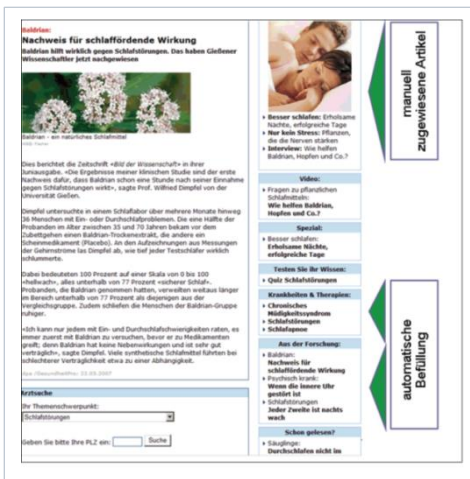 Baldrian:
Nachweis für schlaffördende Wirkung
Baldrian hilft wirklich gegen Schlafstörungen. Das haben Gießener
Wissenschaftler jetzt nachgewiesen
Baldrian - ein natürliches Schlafmittel
Dies berichtet die Zeitschrift «Bild der Wissenschaft» in ihrer
Juniausgabe. «Die Ergebnisse meiner klinischen Studie sind der erste
Nachweis dafür, dass Baldrian schon eine Stunde nach seiner Einnahme
gegen Schlafstörungen wirkt», sagte Prof. Wilfried Dimpfel von der
Universität Gießen.
Dimpfel untersuchte in einem Schlaflabor über mehrere Monate hinweg
36 Menschen mit Ein- oder Durchschlafproblemen. Die eine Hälfte der
Probanden im Alter zwischen 35 und 70 Jahren bekam vor dem
Zubettgehen einen Baldrian-Trockenextrakt, die andere ein
Scheinmedikament (Placebo). An den Aufzeichnungen aus Messungen
der Gehirnströme las Dimpfel ab, wie tief jeder Testschläfer wirklich
schlummerte.
Dabei bedeuteten 100 Prozent auf einer Skala von 0 bis 100
«hellwach», alles unterhalb von 77 Prozent «sicherer Schlaf».
Probanden, die Baldrian genommen hatten, verweilten weitaus länger
im Bereich unterhalb von 77 Prozent als diejenigen aus der
Vergleichsgruppe. Zudem schliefen die Menschen der Baldrian-Gruppe
ruhiger.
«Ich kann nur jedem mit Ein- und Durchschlafschwierigkeiten raten, es
immer zuerst mit Baldrian zu versuchen, bevor er zu Medikamenten
greift; denn Baldrian hat keine Nebenwirkungen und ist sehr gut
verträglich», sagte Dimpfel. Viele synthetische Schlafmittel führten bei
schlechterer Verträglichkeit etwa zu einer Abhängigkeit.
Arztsuche
Ihr Themenschwerpunkt:
Schlafstörungen
Geben Sie bitte Ihre PLZ ein:
Suche
Besser schlafen: Erholsame
Nächte, erfolgreiche Tage
Nur kein Stress: Pflanzen,
die die Nerven stärken
Interview: Wie helfen
Baldrian, Hopfen und Co.?
Video:
Fragen zu pflanzlichen
Schlafmitteln:
Wie helfen Baldrian,
Hopfen und Co.?
Spezial:
Besser schlafen:
Erholsame Nächte,
erfolgreiche Tage
Testen Sie ihr Wissen:
Quiz Schlafstörungen
Krankheiten & Therapien:
Chronisches
Müdigkeitssyndrom
Schlafstörungen
Schlafapnoe
Aus der Forschung:
Baldrian:
Nachweis für
schlaffördende Wirkung
Psychisch krank:
Wenn die innere Uhr
gestört ist
Schlafstörungen
Jeder Zweite ist nachts
wach
Schon gelesen?
Säuglinge:
Durchschlafen nicht im
manuell
zugewiesene Artikel
automatische
Befüllung